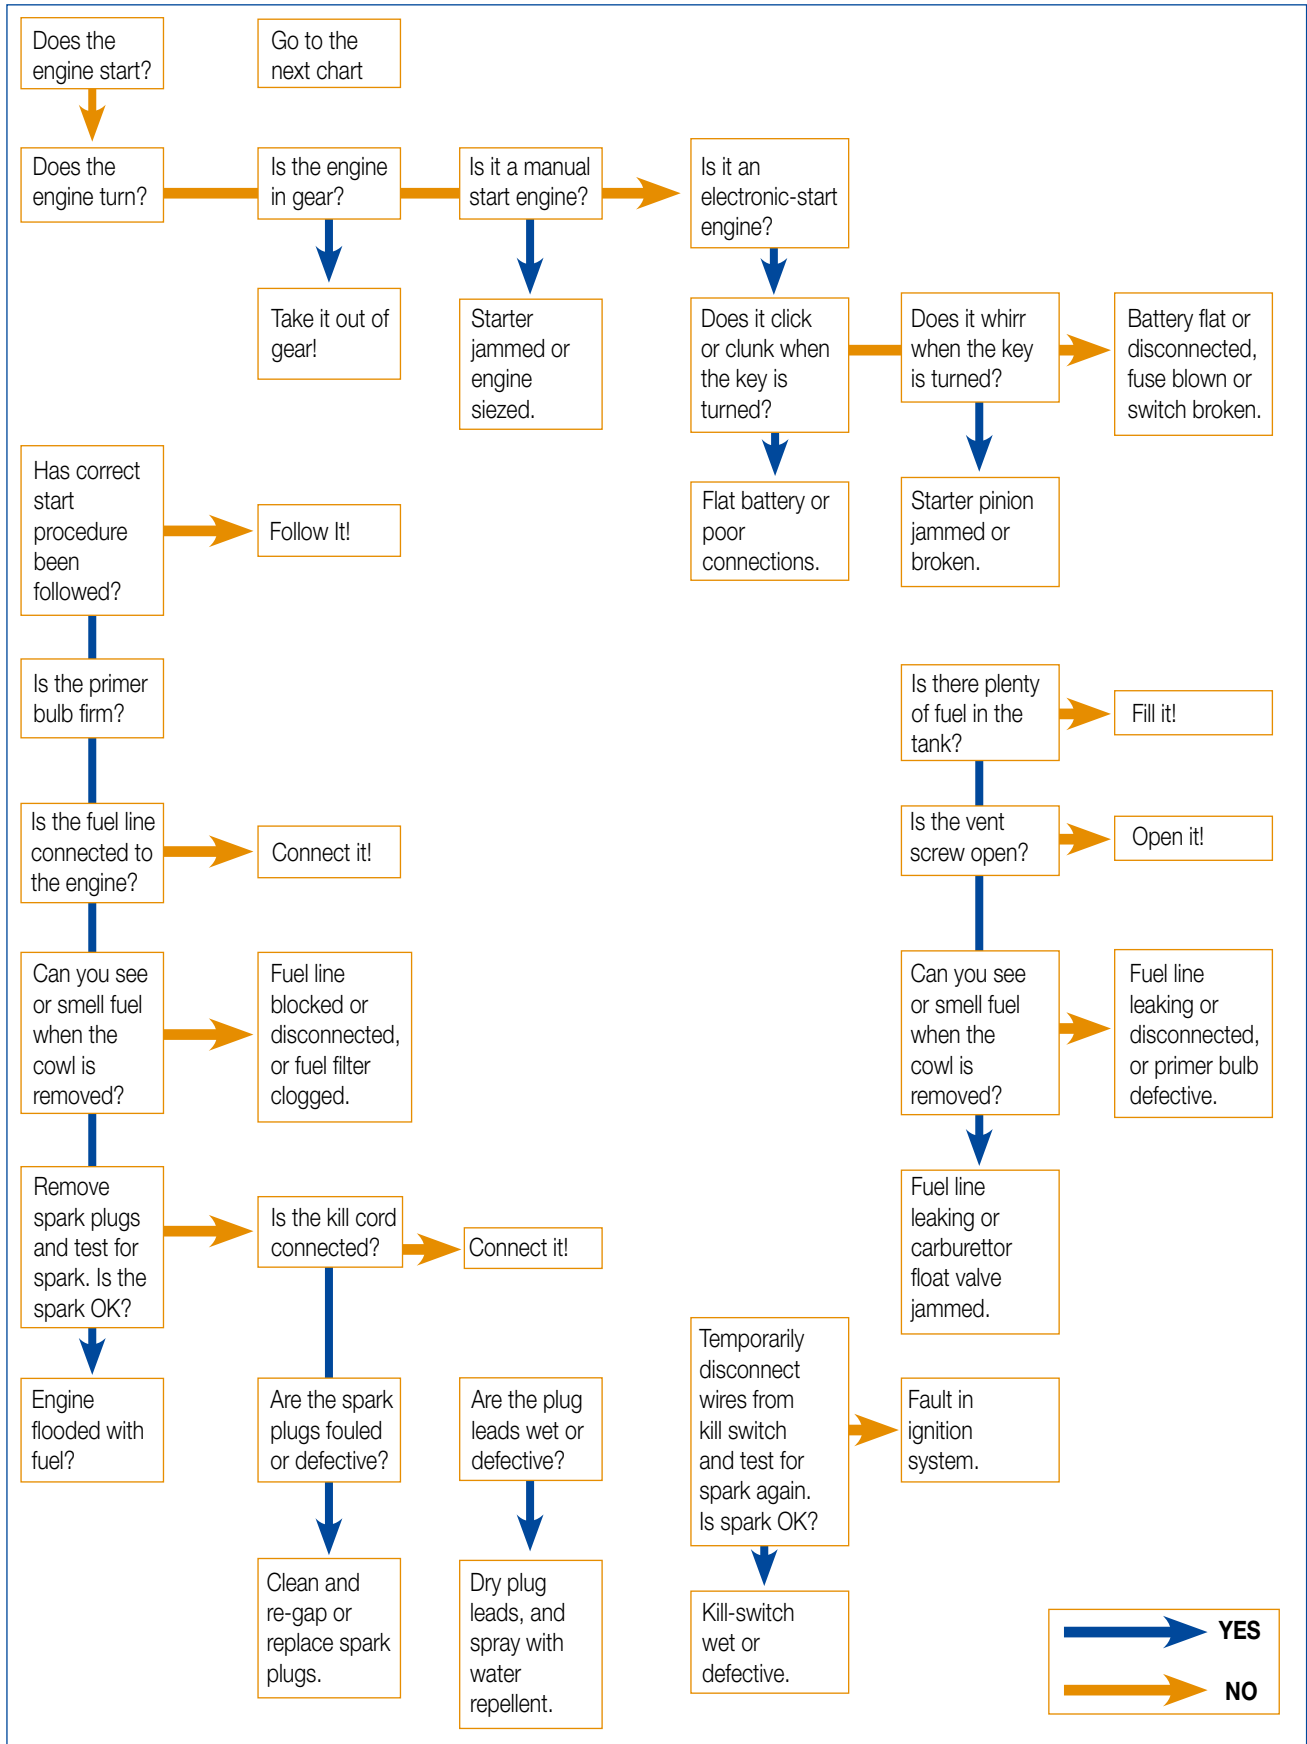 Does the
engine start?
Go to the
next chart
Does the
engine turn?
Is the engine
in gear?
Is it a manual
start engine?
Is it an
electronic-start
engine?
Take it out of
gear!
Starter
jammed or
engine
siezed.
Does it click
or clunk when
the key is
turned?
Does it whirr
when the key
is turned?
Battery flat or
disconnected,
fuse blown or
switch broken.
Has correct
start
procedure
been
followed?
Follow It!
Flat battery or
poor
connections.
Starter pinion
jammed or
broken.
Is the primer
bulb firm?
Is there plenty
of fuel in the
tank?
Fill it!
Is the fuel line
connected to
the engine?
Connect it!
Is the vent
screw open?
Open it!
Can you see
or smell fuel
when the
cowl is
removed?
Fuel line
blocked or
disconnected,
or fuel filter
clogged.
Can you see
or smell fuel
when the
cowl is
removed?
Fuel line
leaking or
disconnected,
or primer bulb
defective.
Remove
spark plugs
and test for
spark. Is the
spark OK?
Is the kill cord
connected?
Connect it!
Fuel line
leaking or
carburettor
float valve
jammed.
Engine
flooded with
fuel?
Are the spark
plugs fouled
or defective?
Are the plug
leads wet or
defective?
Temporarily
disconnect
wires from
kill switch
and test for
spark again.
Is spark OK?
Fault in
ignition
system.
Clean and
re-gap or
replace spark
plugs.
Dry plug
leads, and
spray with
water
repellent.
Kill-switch
wet or
defective.
YES
NO